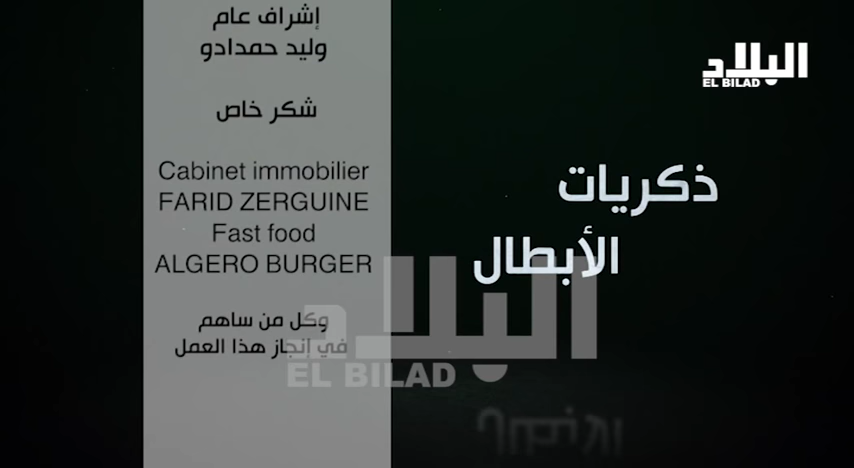 إشراف عام
وليد حمدادو
شكر خاص
Cabinet immobilier
FARID ZERGUINE
Fast food
ALGERO BURGER
وكل من ساهم
في إنجاز هذا العمل
البلاد
EL BILAD
ذكريات
الأبطال
البلاد
EL BILAD